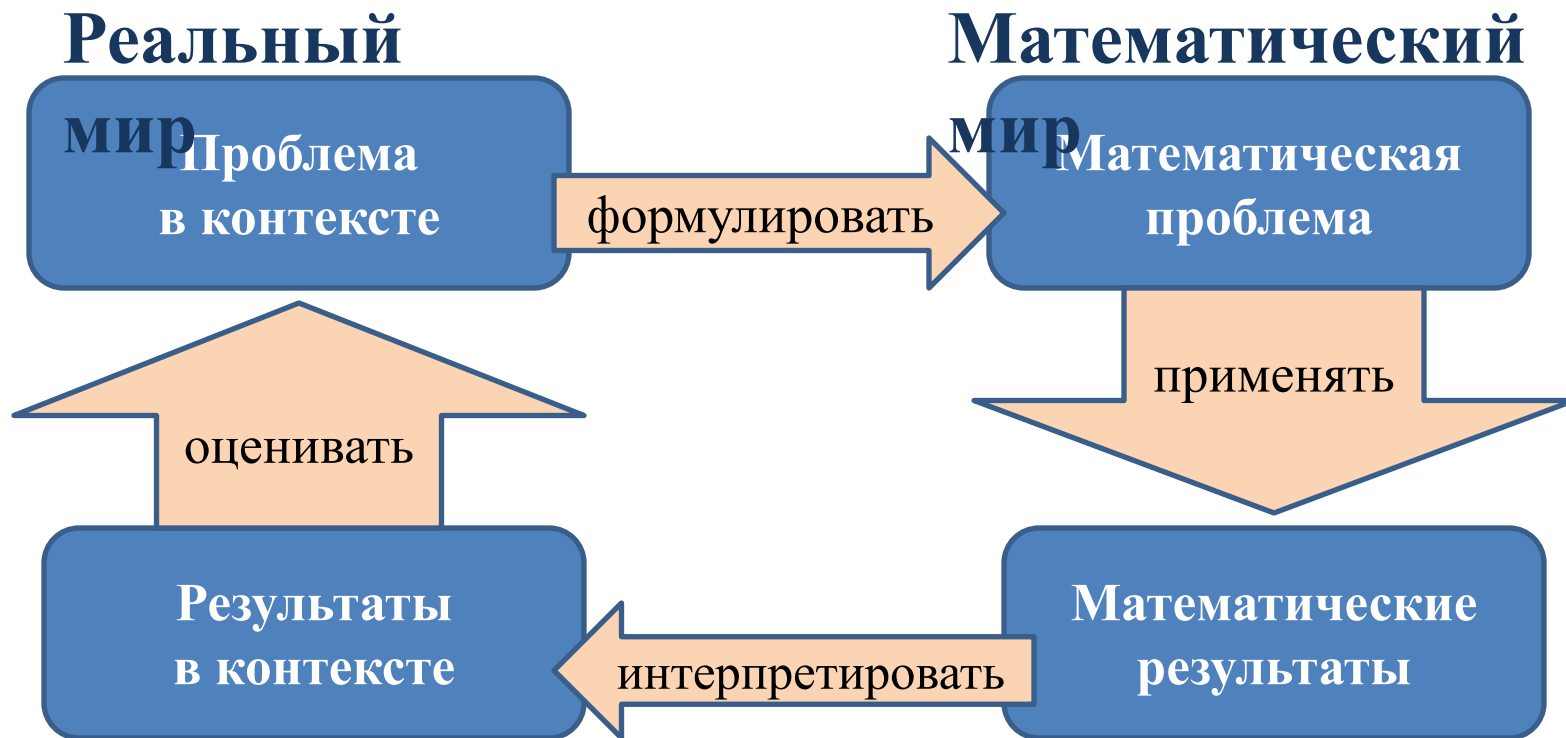 Реальный
мир
Математический
мир
Проблема
в контексте
формулировать
Математическая
проблема
применять
оценивать
Результаты
в контексте
интерпретировать
Математические
результаты